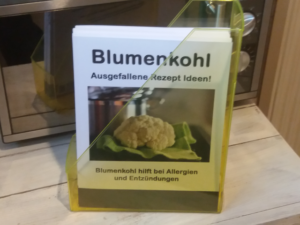 Blumenkohl
Ausgefallene Rezept Ideen!
Blumenkohl hilft bei Allergien
und Entzündungen